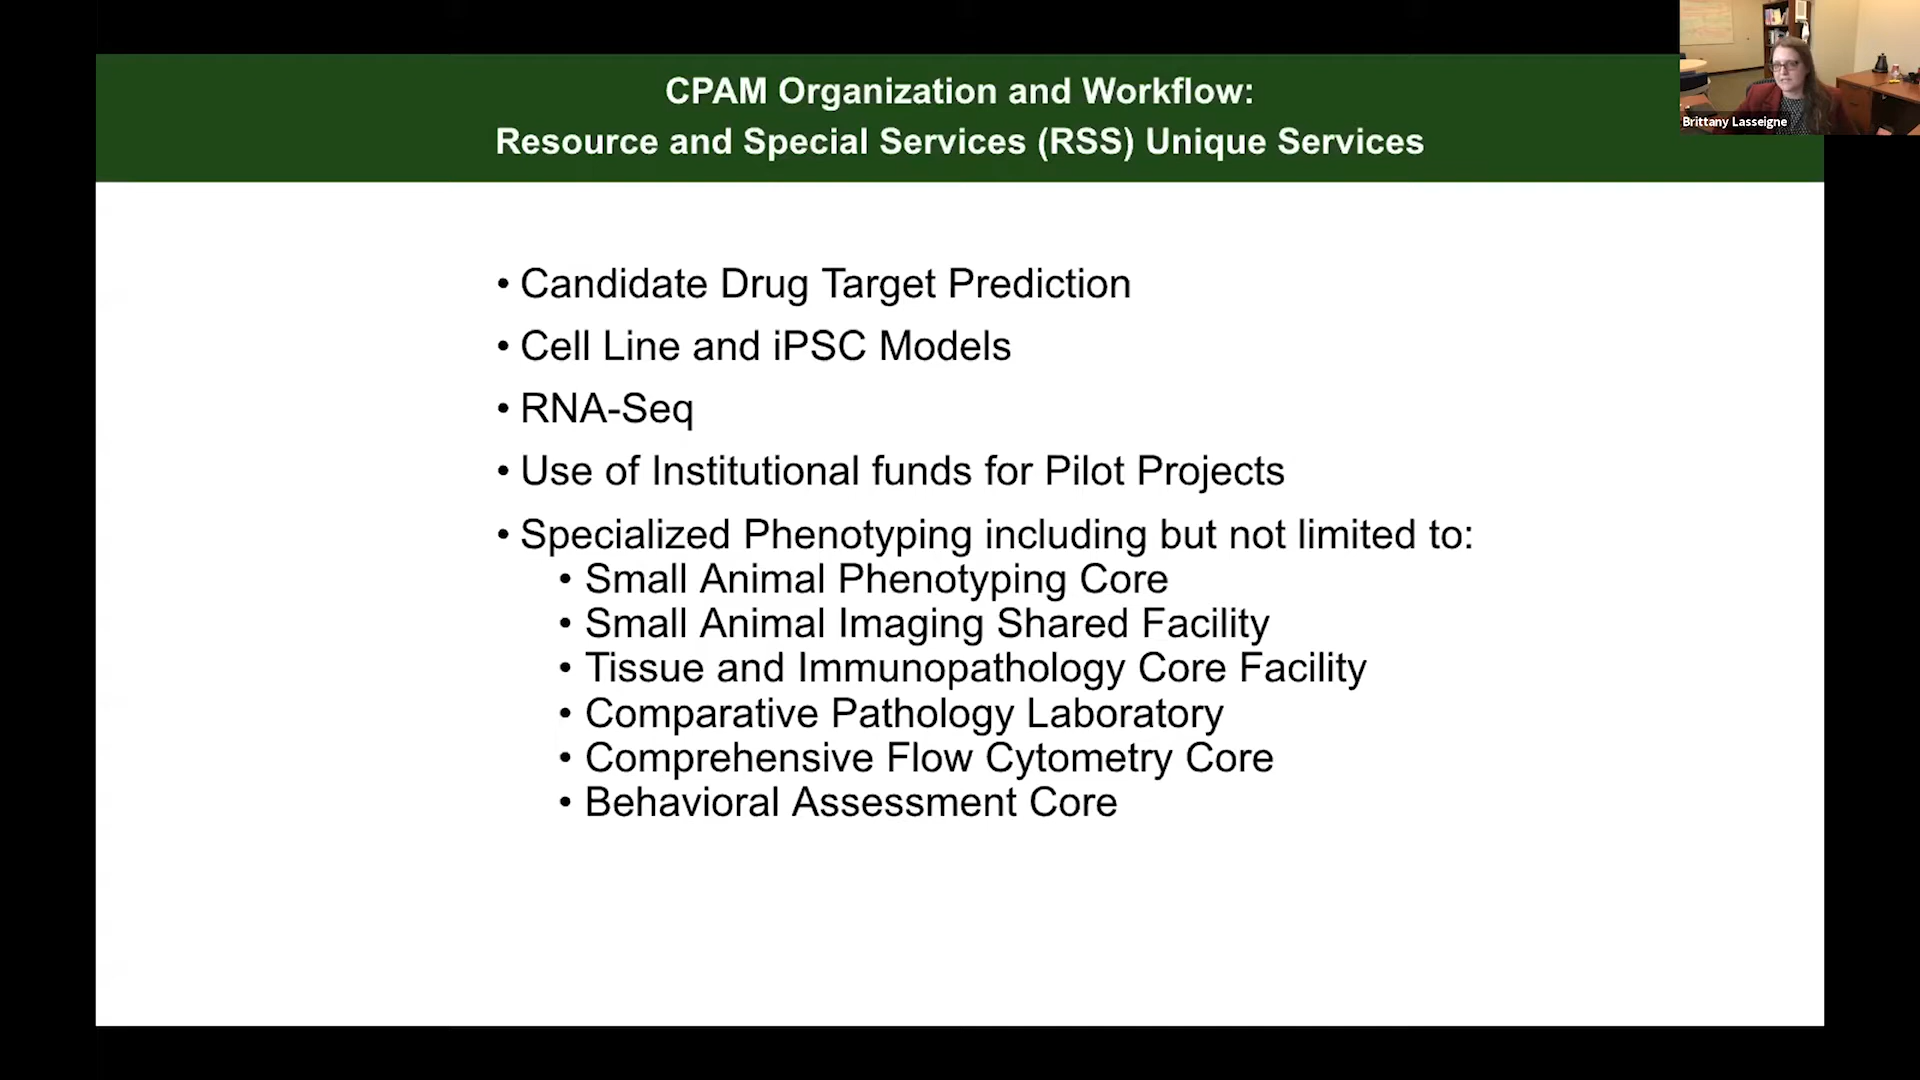 CPAM Organization and Workflow:
Resource and Special Services (RSS) Unique Services
Brittany Lasseigne
• Candidate Drug Target Prediction
• Cell Line and iPSC Models
• RNA-Seq
• Use of Institutional funds for Pilot Projects
• Specialized Phenotyping including but not limited to:
• Small Animal Phenotyping Core
• Small Animal Imaging Shared Facility
• Tissue and Immunopathology Core Facility
• Comparative Pathology Laboratory
• Comprehensive Flow Cytometry Core
• Behavioral Assessment Core